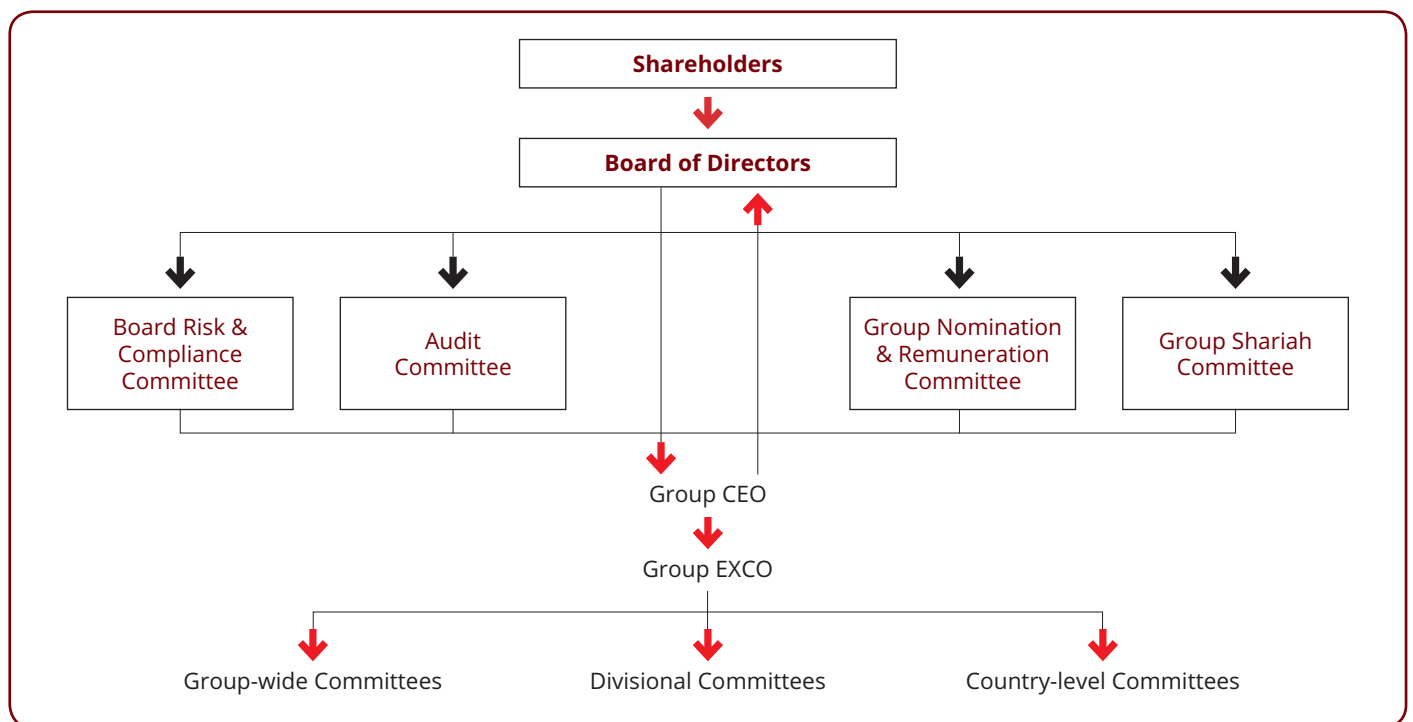 Shareholders
Board of Directors
Board Risk &
Compliance
Committee
Audit
Committee
Group Nomination
& Remuneration
Committee
Group Shariah
Committee
Group CEO
Group EXCO
Group-wide Committees
Divisional Committees
Country-level Committees